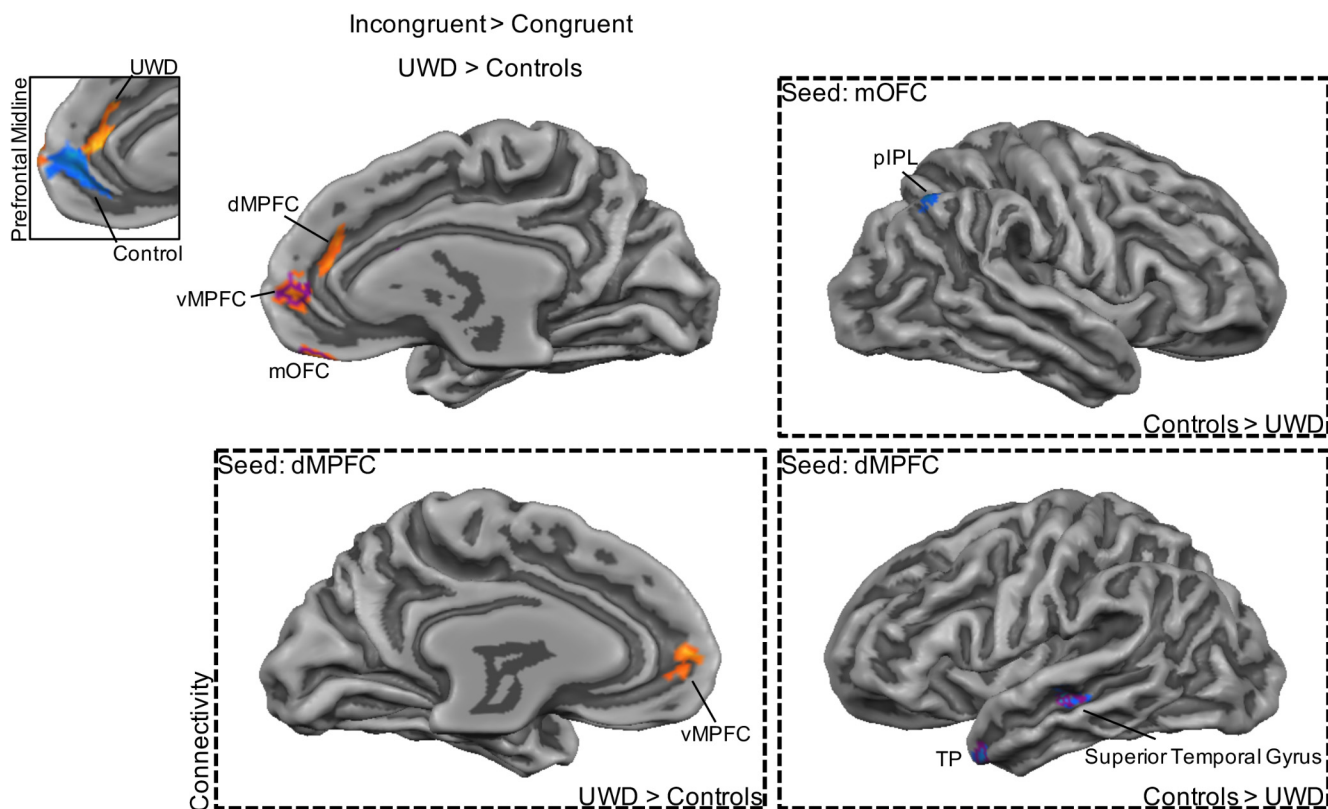 Incongruent > Congruent
UWD > Controls
Prefrontal Midline
UWD
Control
dMPFC
vMPFC
mOFC
Seed: mOFC
pIPL
Controls > UWD
Connectivity
Seed: dMPFC
vMPFC
UWD > Controls
Seed: dMPFC
TP
Superior Temporal Gyrus
Controls > UWD